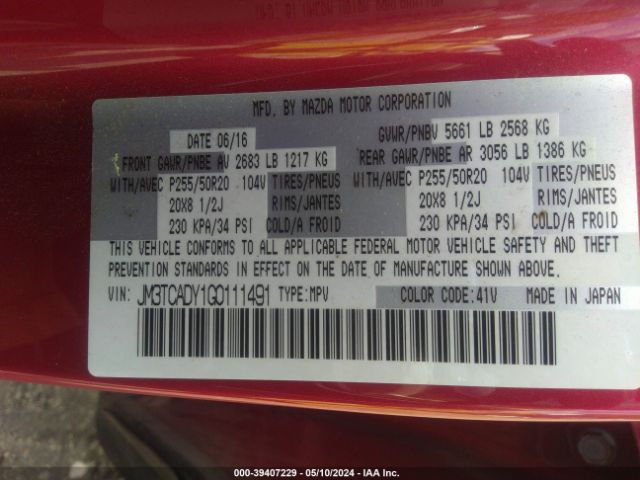 MFD. BY MAZDA MOTOR CORPORATION
DATE 06/16 GVWR/PNBV 5661 LB 2568 KG
FRONT GAWR/PNBE AV 2683 LB 1217 KG REAR GAWR/PNBE AR 3056 LB 1386 KG
WITH/AVEC P255/50R20 104V TIRES/PNEUS WITH/AVEC P255/50R20 104V TIRES/PNEUS
20X8 1/2J RIMS/JANTES 20X8 1/2J RIMS/JANTES
230 KPA/34 PSI COLD/A FROID 230 KPA/34 PSI COLD/A FROID
THIS VEHICLE CONFORMS TO ALL APPLICABLE FEDERAL MOTOR VEHICLE SAFETY AND THEFT
PREVENTION STANDARDS IN EFFECT ON THE DATE OF MANUFACTURE SHOWN ABOVE.
VIN: JM3TCADY1G0111491 TYPE:MPV COLOR CODE:41V MADE IN JAPAN
000-39407229 - 05/10/2024 - IAA Inc.